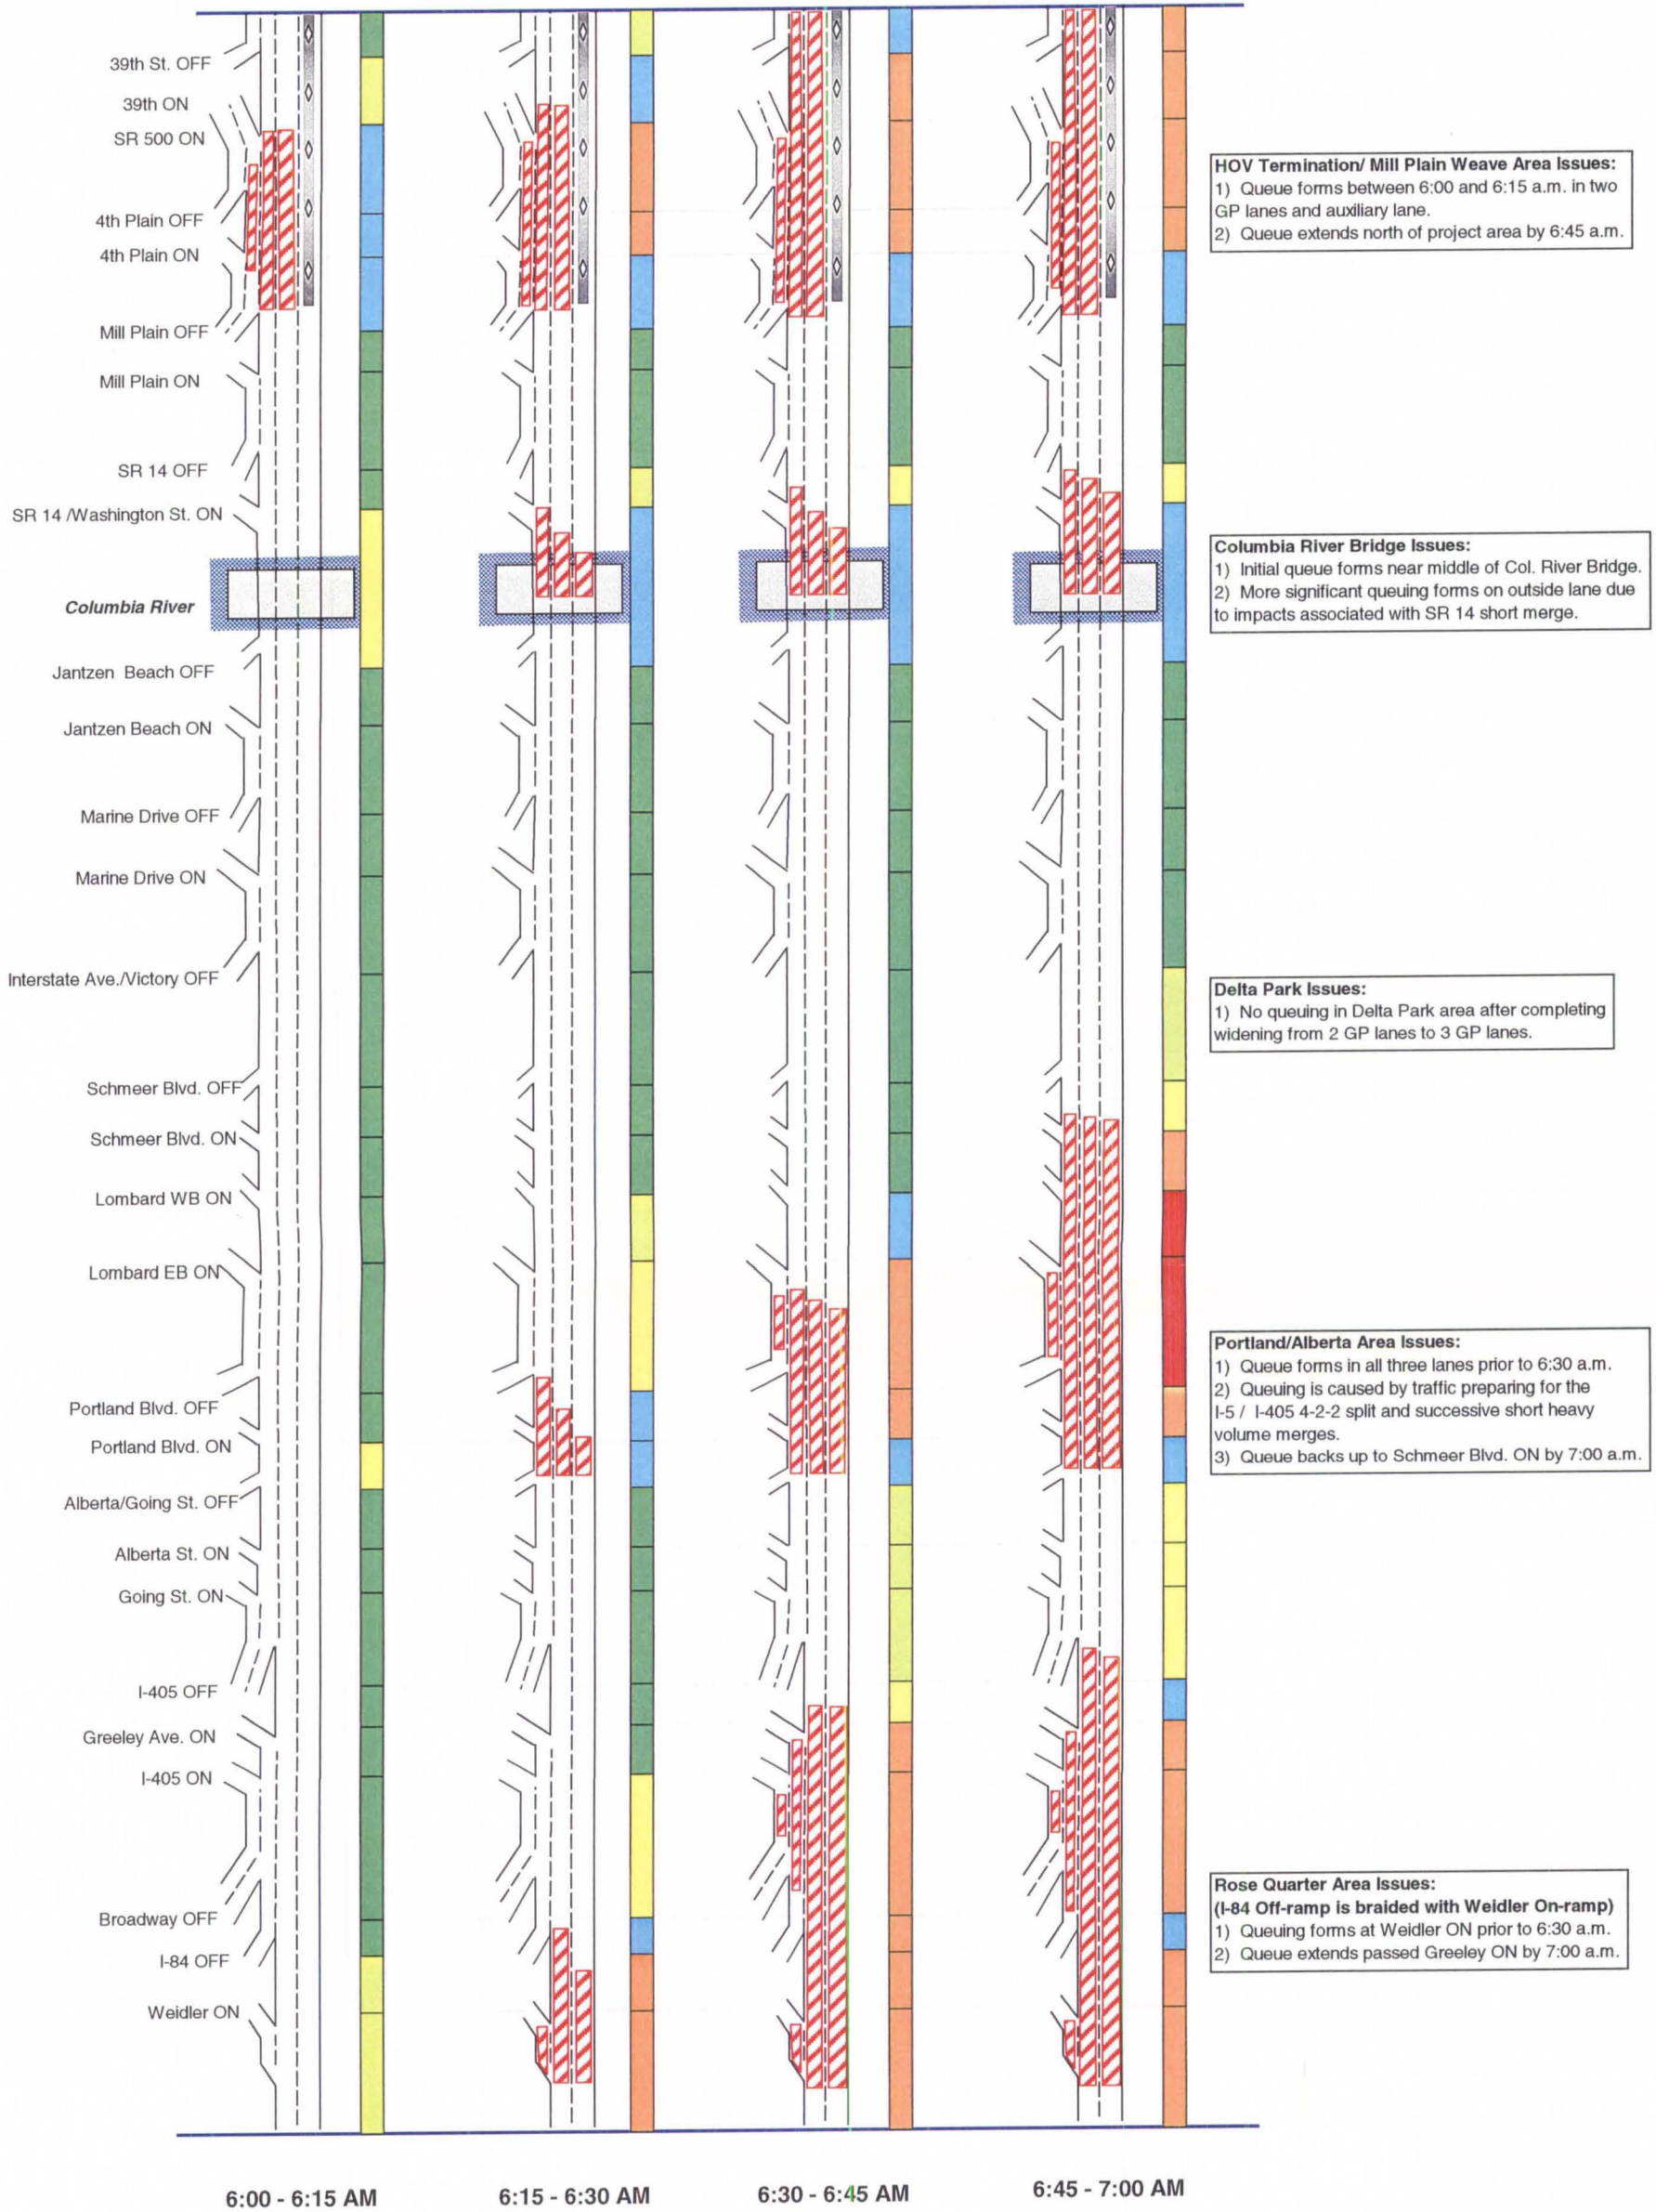 39th St. OFF
39th ON
SR 500 ON
4th Plain OFF
4th Plain ON
Mill Plain OFF
Mill Plain ON
SR 14 OFF
SR 14 /Washington St. ON
Columbia River
Jantzen Beach OFF
Jantzen Beach ON
Marine Drive OFF
Marine Drive ON
Interstate Ave./Victory OFF
Schmeer Blvd. OFF
Schmeer Blvd. ON
Lombard WB ON
Lombard EB ON
Portland Blvd. OFF
Portland Blvd. ON
Alberta/Going St. OFF
Alberta St. ON
Going St. ON
I-405 OFF
Greeley Ave. ON
I-405 ON
Broadway OFF
I-84 OFF
Weidler ON
HOV Termination/ Mill Plain Weave Area Issues:
1) Queue forms between 6:00 and 6:15 a.m. in two
GP lanes and auxiliary lane.
2) Queue extends north of project area by 6:45 a.m.
Columbia River Bridge Issues:
1) Initial queue forms near middle of Col. River Bridge.
2) More significant queuing forms on outside lane due
to impacts associated with SR 14 short merge.
Delta Park Issues:
1) No queuing in Delta Park area after completing
widening from 2 GP lanes to 3 GP lanes.
Portland/Alberta Area Issues:
1) Queue forms in all three lanes prior to 6:30 a.m.
2) Queuing is caused by traffic preparing for the
I-5 / I-405 4-2-2 split and successive short heavy
volume merges.
3) Queue backs up to Schmeer Blvd. ON by 7:00 a.m.
Rose Quarter Area Issues:
(I-84 Off-ramp is braided with Weidler On-ramp)
1) Queuing forms at Weidler ON prior to 6:30 a.m.
2) Queue extends passed Greeley ON by 7:00 a.m.
6:00 - 6:15 AM
6:15 - 6:30 AM
6:30 - 6:45 AM
6:45 - 7:00 AM